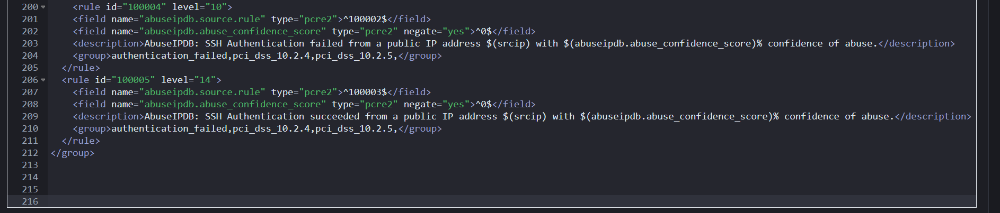 200 <rule id="100004" level="10">
201 <field name="abuseipdb.source.rule" type="pcre2">^100002$</field>
202 <field name="abuseipdb.abuse_confidence_score" type="pcre2" negate="yes">^0$</field>
203 <description>AbuseIPDB: SSH Authentication failed from a public IP address $(srcip) with $(abuseipdb.abuse_confidence_score)% confidence of abuse.</description>
204 <group>authentication_failed,pci_dss_10.2.4,pci_dss_10.2.5,</group>
205 </rule>
206 <rule id="100005" level="14">
207 <field name="abuseipdb.source.rule" type="pcre2">^100003$</field>
208 <field name="abuseipdb.abuse_confidence_score" type="pcre2" negate="yes">^0$</field>
209 <description>AbuseIPDB: SSH Authentication succeeded from a public IP address $(srcip) with $(abuseipdb.abuse_confidence_score)% confidence of abuse.</description>
210 <group>authentication_failed,pci_dss_10.2.4,pci_dss_10.2.5,</group>
211 </rule>
212 </group>
213
214
215
216